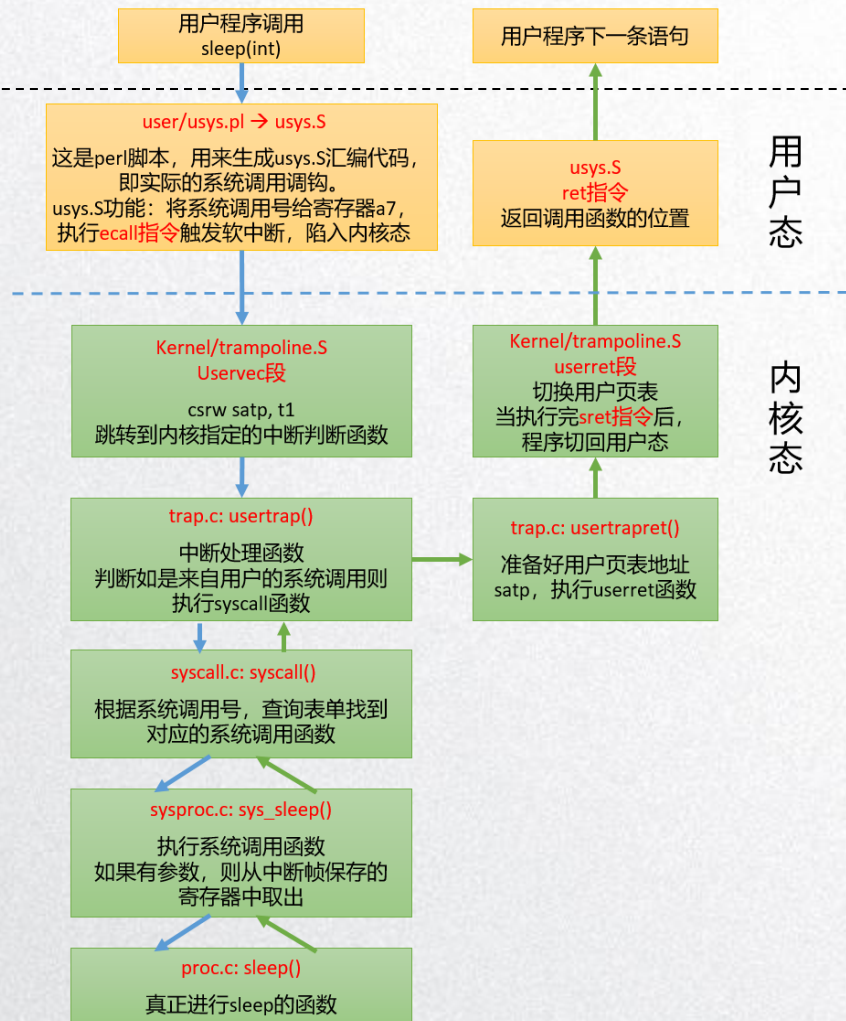 用户程序调用
sleep(int)
用户程序下一条语句
user/usys.pl → usys.S
这是perl脚本，用来生成usys.S汇编代码，
即实际的系统调用调钩。
usys.S功能：将系统调用号给寄存器a7，
执行ecall指令触发软中断，陷入内核态
usys.S
ret指令
返回调用函数的位置
用户态
Kernel/trampoline.S
Uservec段
csrw satp, t1
跳转到内核指定的中断判断函数
Kernel/trampoline.S
userret段
切换用户页表
当执行完sret指令后，
程序切回用户态
内核态
trap.c: usertrap()
中断处理函数
判断如是来自用户的系统调用则
执行syscall函数
trap.c: usertrapret()
准备好用户页表地址
satp，执行userret函数
syscall.c: syscall()
根据系统调用号，查询表单找到
对应的系统调用函数
sysproc.c: sys_sleep()
执行系统调用函数
如果有参数，则从中断帧保存的
寄存器中取出
proc.c: sleep()
真正进行sleep的函数